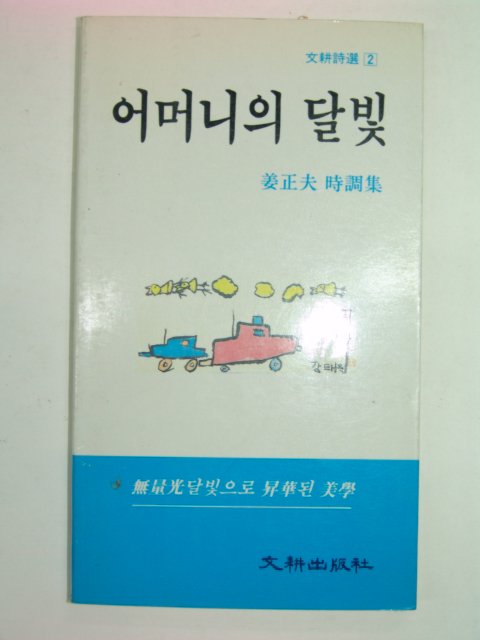 文耕詩選 2
어머니의 달빛
姜正夫 時調集
無量光달빛으로 昇華된 美學
文耕出版社